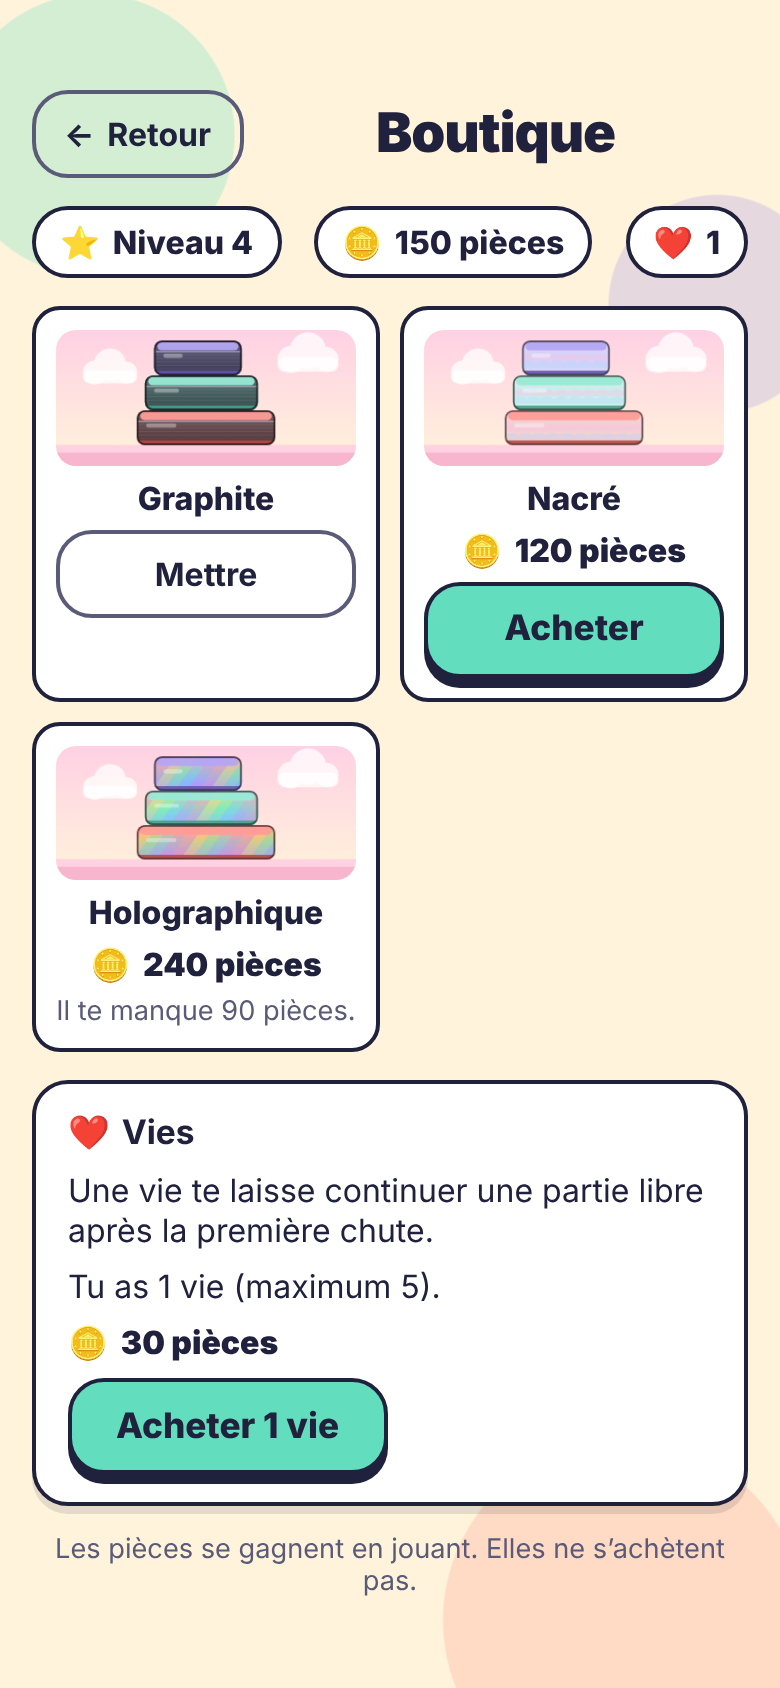 ← Retour
Boutique
⭐ Niveau 4
🪙 150 pièces
❤️ 1
Graphite
Mettre
Nacré
🪙 120 pièces
Acheter
Holographique
🪙 240 pièces
Il te manque 90 pièces.
❤️ Vies
Une vie te laisse continuer une partie libre
après la première chute.
Tu as 1 vie (maximum 5).
🪙 30 pièces
Acheter 1 vie
Les pièces se gagnent en jouant. Elles ne s’achètent
pas.